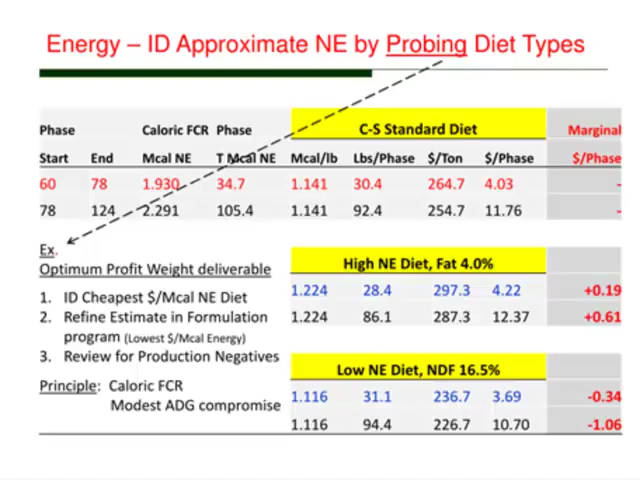 Energy – ID Approximate NE by Probing Diet Types
Phase Caloric FCR Phase C-S Standard Diet Marginal
Start End Mcal NE T Mcal NE Mcal/lb Lbs/Phase $/Ton $/Phase $/Phase
60 78 1.930 34.7 1.141 30.4 264.7 4.03 -
78 124 2.291 105.4 1.141 92.4 254.7 11.76 -
Ex.
Optimum Profit Weight deliverable
1. ID Cheapest $/Mcal NE Diet
2. Refine Estimate in Formulation
program (Lowest $/Mcal Energy)
3. Review for Production Negatives
Principle: Caloric FCR
Modest ADG compromise
High NE Diet, Fat 4.0%
1.224 28.4 297.3 4.22 +0.19
1.224 86.1 287.3 12.37 +0.61
Low NE Diet, NDF 16.5%
1.116 31.1 236.7 3.69 -0.34
1.116 94.4 226.7 10.70 -1.06